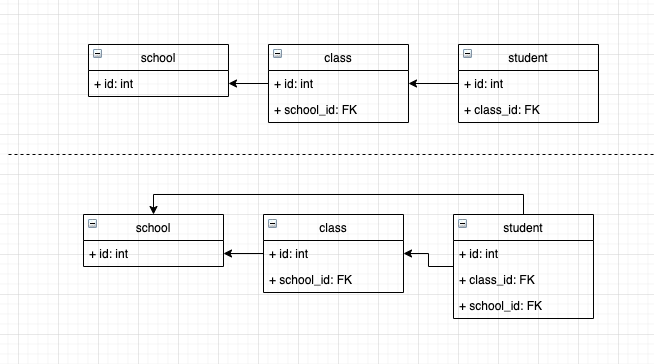 school
+ id: int
class
+ id: int
+ school_id: FK
student
+ id: int
+ class_id: FK
school
+ id: int
class
+ id: int
+ school_id: FK
student
+ id: int
+ class_id: FK
+ school_id: FK